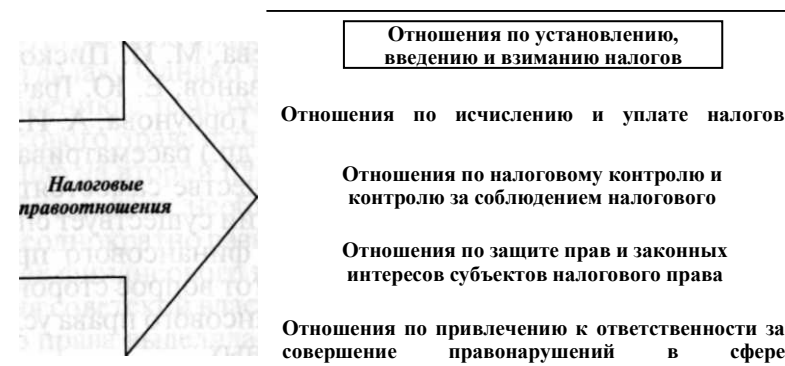 Отношения по установлению,
введению и взиманию налогов
Отношения по исчислению и уплате налогов
Налоговые
правоотношения
Отношения по налоговому контролю и
контролю за соблюдением налогового
Отношения по защите прав и законных
интересов субъектов налогового права
Отношения по привлечению к ответственности за
совершение правонарушений в сфере